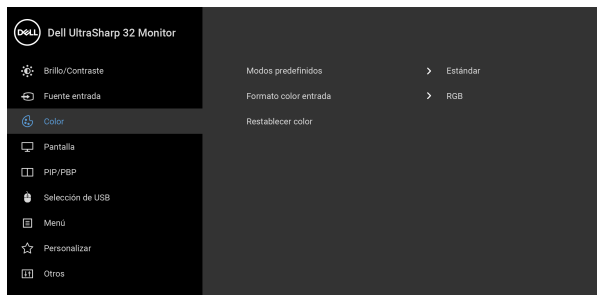 DELL Dell UltraSharp 32 Monitor
Brillo/Contraste Modos predefinidos > Estándar
Fuente entrada Formato color entrada > RGB
Color Restablecer color
Pantalla
PIP/PBP
Selección de USB
Menú
Personalizar
Otros